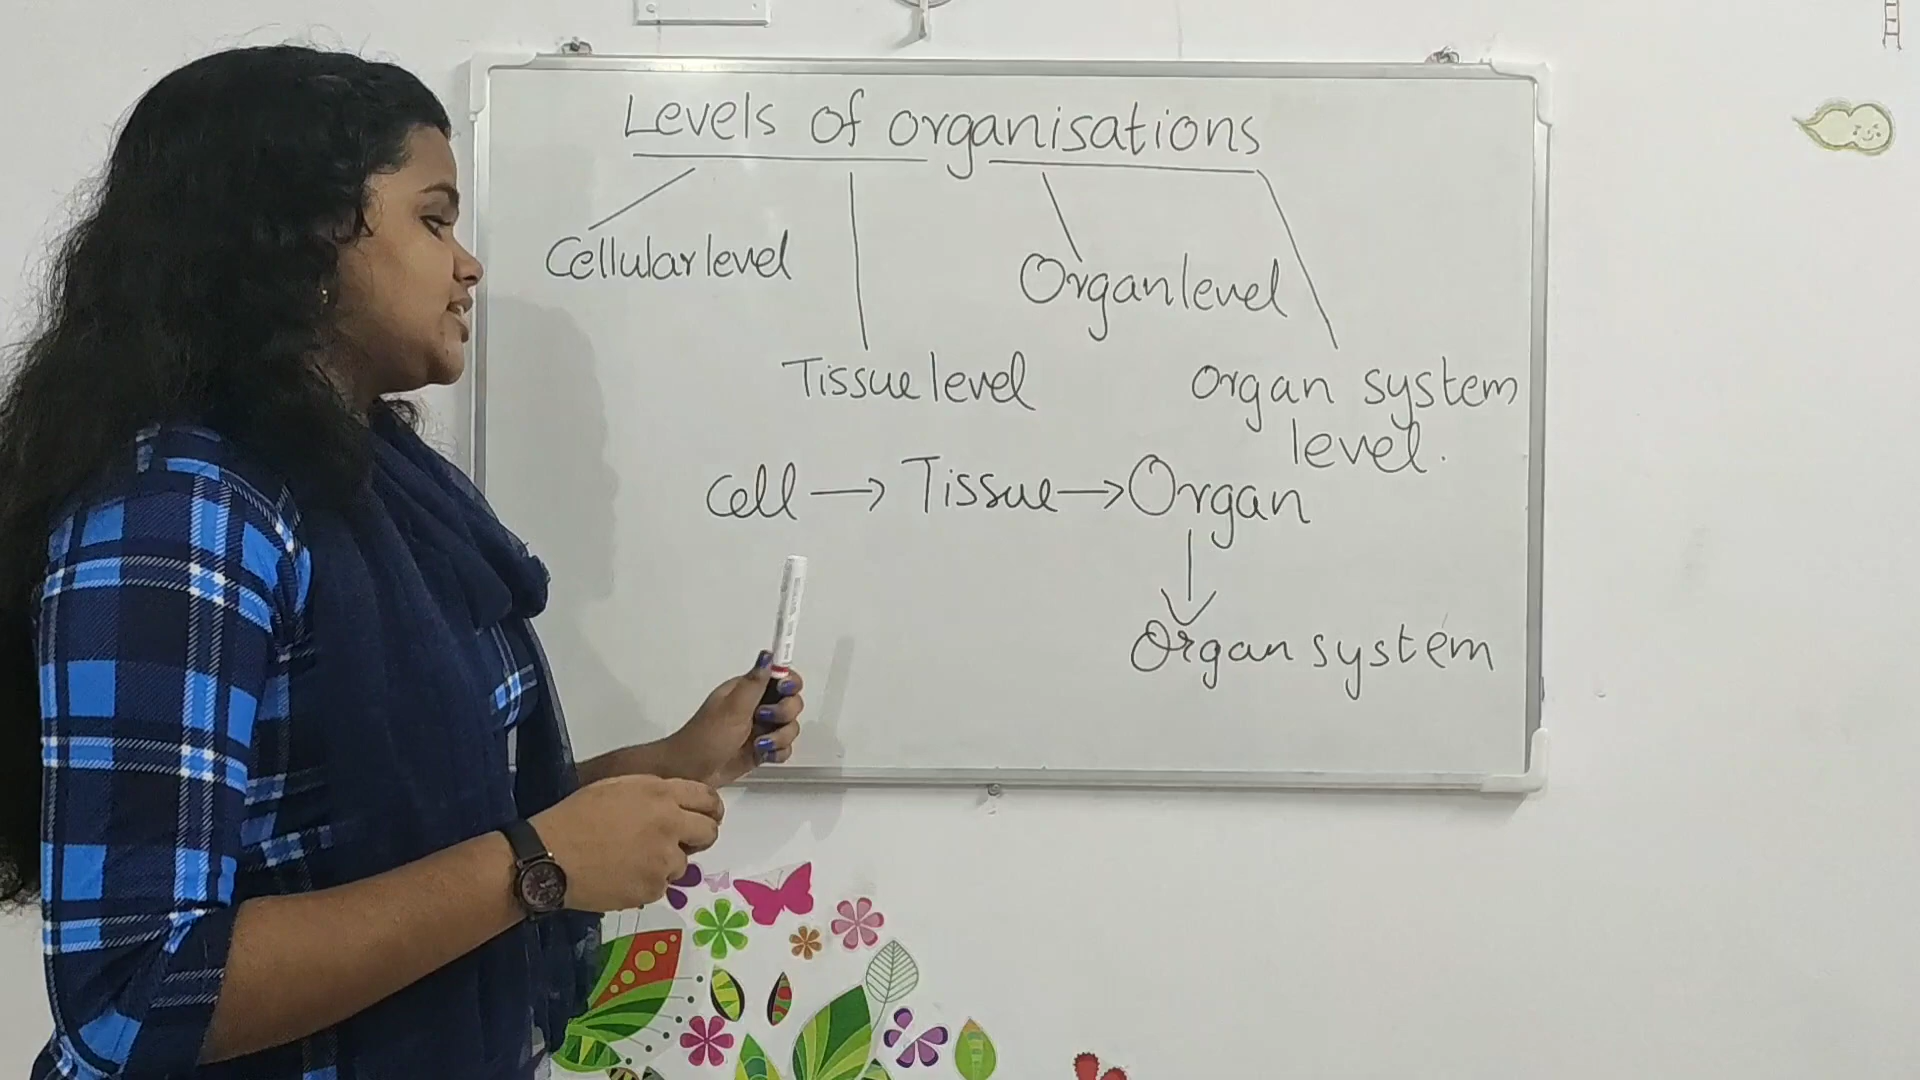 Levels of organisations
Cellular level
Organ level
Tissue level
Organ system
level.
Cell → Tissue → Organ
↓
Organ system